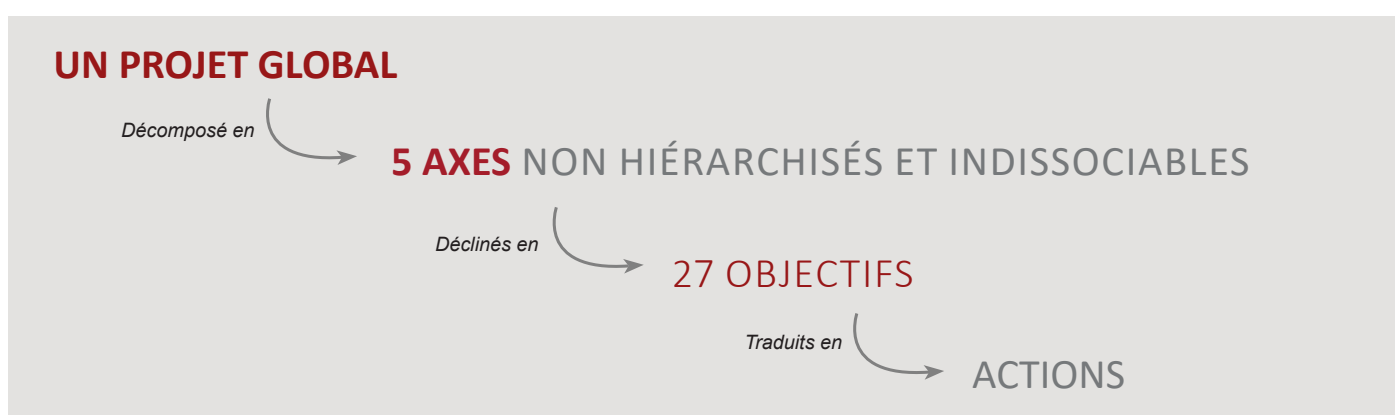 UN PROJET GLOBAL
Décomposé en
5 AXES NON HIÉRARCHISÉS ET INDISSOCIABLES
Déclinés en
27 OBJECTIFS
Traduits en
ACTIONS